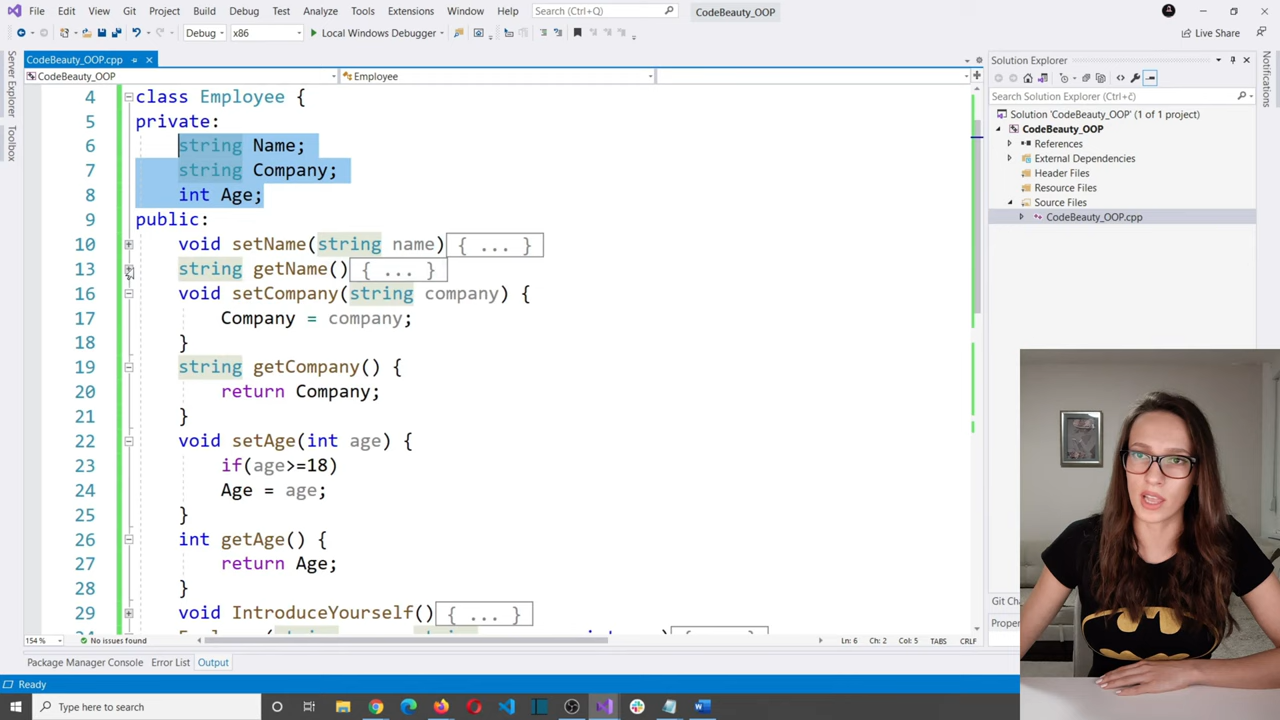 File Edit View Git Project Build Debug Test Analyze Tools Extensions Window Help Search (Ctrl+Q) CodeBeauty_OOP
Debug x86 Local Windows Debugger Live Share
Server Explorer
Toolbox
CodeBeauty_OOP.cpp
CodeBeauty_OOP Employee
4 class Employee {
5 private:
6 string Name;
7 string Company;
8 int Age;
9 public:
10 void setName(string name){ ... }
13 string getName(){ ... }
16 void setCompany(string company) {
17 Company = company;
18 }
19 string getCompany() {
20 return Company;
21 }
22 void setAge(int age) {
23 if(age>=18)
24 Age = age;
25 }
26 int getAge() {
27 return Age;
28 }
29 void IntroduceYourself(){ ... }
154 % No issues found Ln: 6 Ch: 2 Col: 5 TABS CRLF
Package Manager Console Error List Output
Ready
Type here to search
Solution Explorer
Search Solution Explorer (Ctrl+č)
Solution 'CodeBeauty_OOP' (1 of 1 project)
CodeBeauty_OOP
References
External Dependencies
Header Files
Resource Files
Source Files
CodeBeauty_OOP.cpp
Notifications